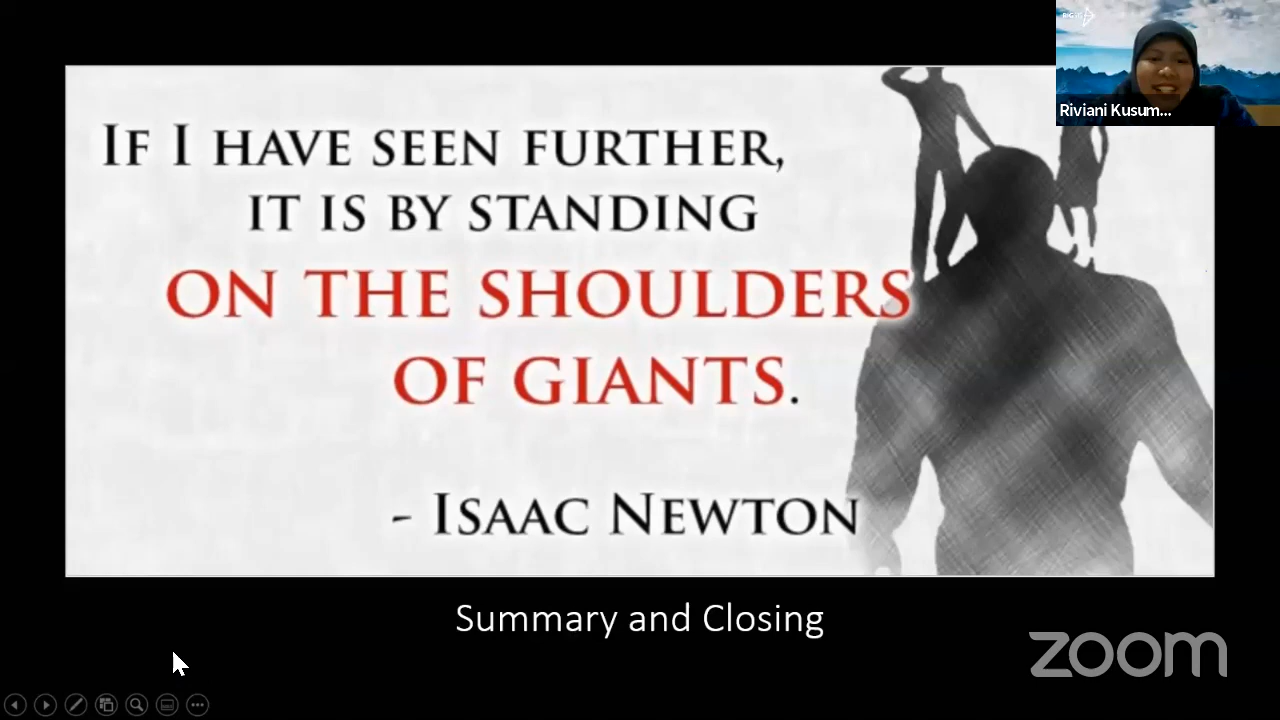 IF I HAVE SEEN FURTHER,
IT IS BY STANDING
ON THE SHOULDERS
OF GIANTS.
- ISAAC NEWTON
Riviani Kusum...
Summary and Closing
zoom